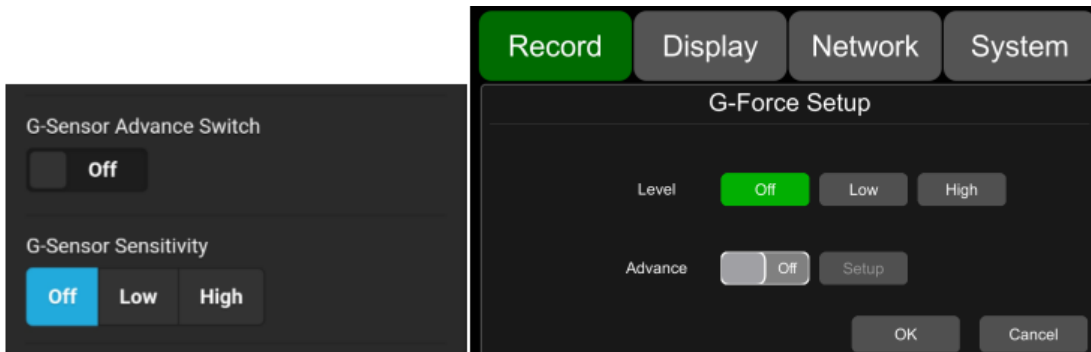 G-Sensor Advance Switch
Off
G-Sensor Sensitivity
Off Low High
Record Display Network System
G-Force Setup
Level Off Low High
Advance Off Setup
OK Cancel